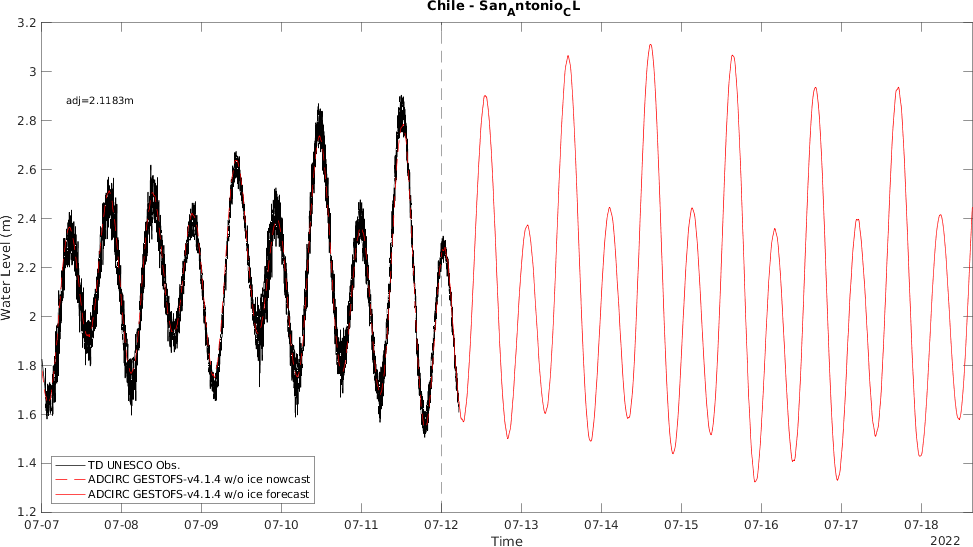 Chile - SanAntonioCL
3.2
3
2.8
2.6
2.4
2.2
2
1.8
1.6
1.4
1.2
Water Level (m)
adj=2.1183m
TD UNESCO Obs.
ADCIRC GESTOFS-v4.1.4 w/o ice nowcast
ADCIRC GESTOFS-v4.1.4 w/o ice forecast
07-07 07-08 07-09 07-10 07-11 07-12 07-13 07-14 07-15 07-16 07-17 07-18
Time
2022